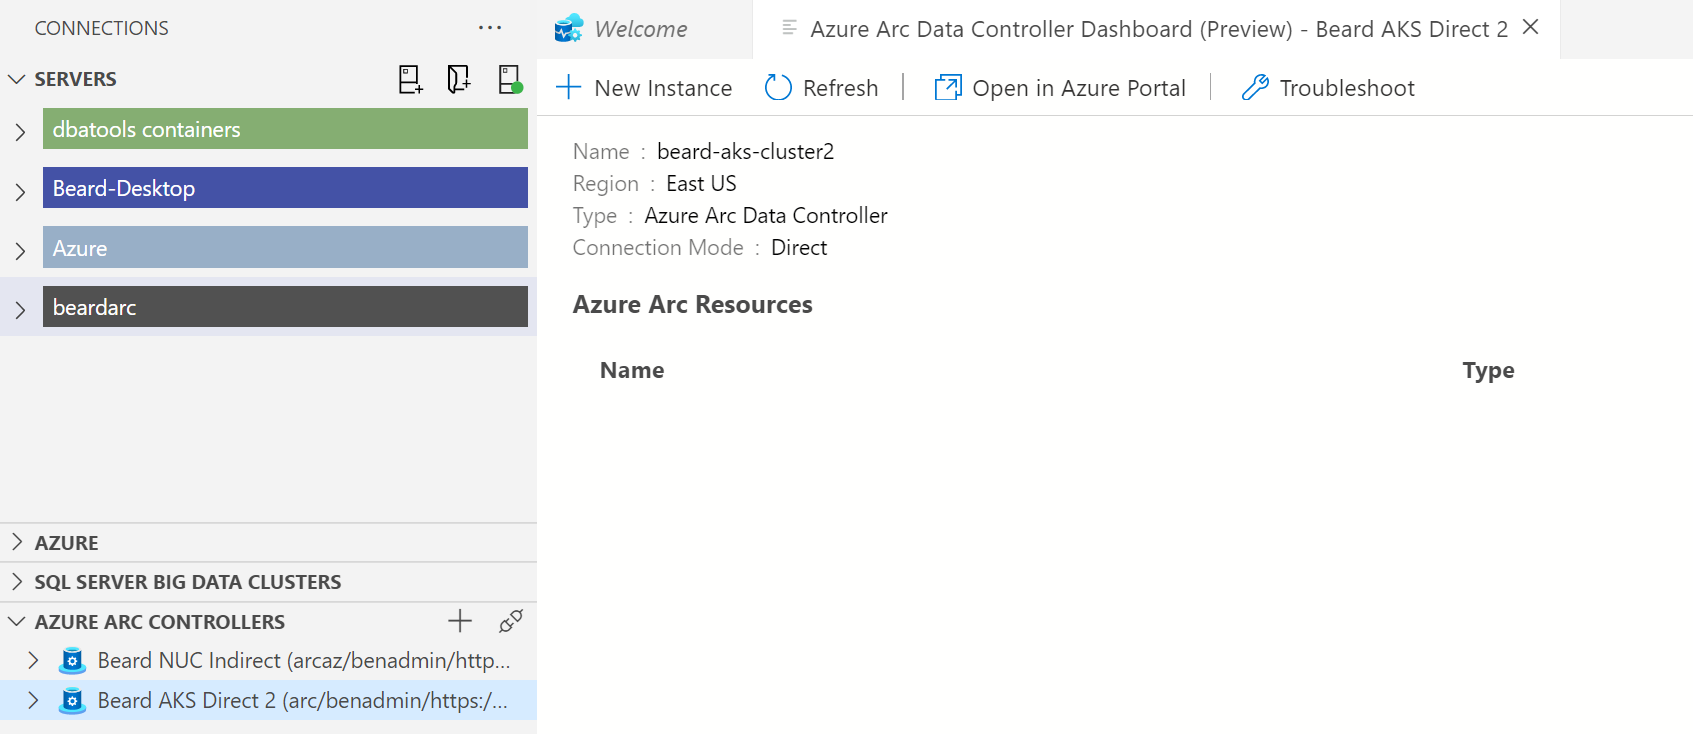 CONNECTIONS
SERVERS
dbatools containers
Beard-Desktop
Azure
beardarc
AZURE
SQL SERVER BIG DATA CLUSTERS
AZURE ARC CONTROLLERS
Beard NUC Indirect (arcaz/benadmin/http...
Beard AKS Direct 2 (arc/benadmin/https:/...
Welcome
Azure Arc Data Controller Dashboard (Preview) - Beard AKS Direct 2
New Instance
Refresh
Open in Azure Portal
Troubleshoot
Name : beard-aks-cluster2
Region : East US
Type : Azure Arc Data Controller
Connection Mode : Direct
Azure Arc Resources
Name Type